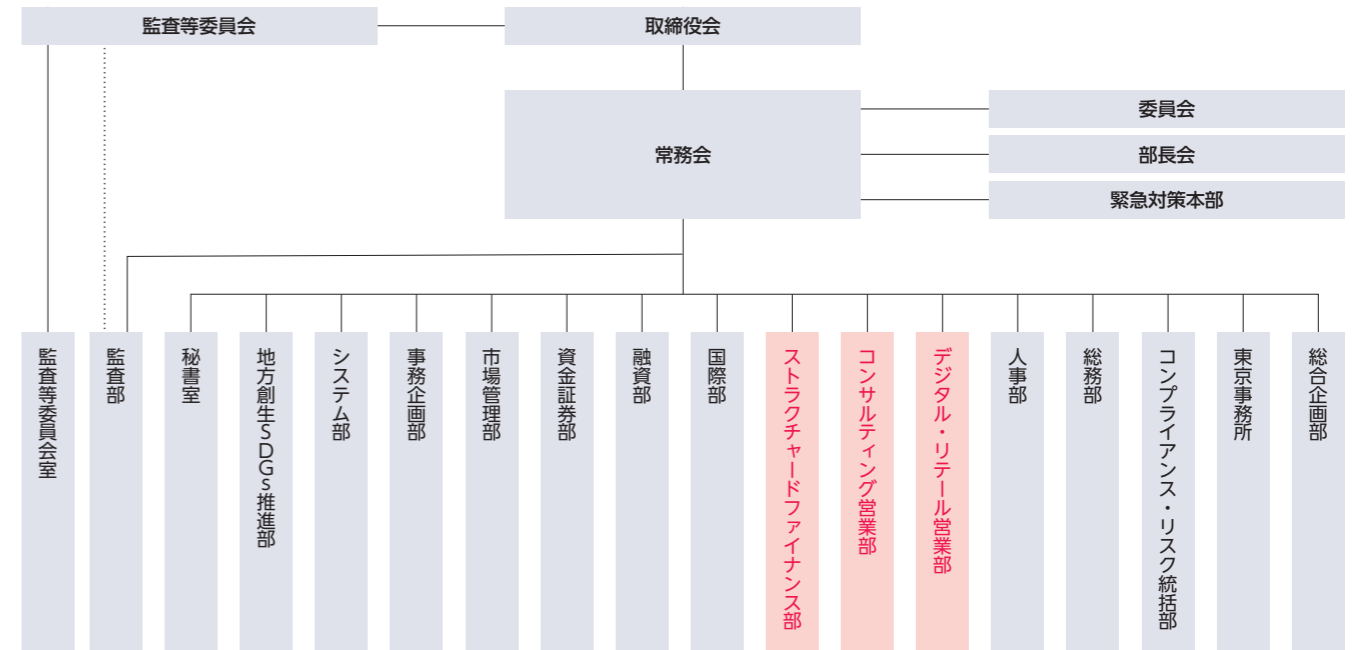 監査等委員会
取締役会
常務会
委員会
部長会
緊急対策本部
監査等委員会室
監査部
秘書室
地方創生SDGs推進部
システム部
事務企画部
市場管理部
資金証券部
融資部
国際部
ストラクチャードファイナンス部
コンサルティング営業部
デジタル・リテール営業部
人事部
総務部
コンプライアンス・リスク統括部
東京事務所
総合企画部